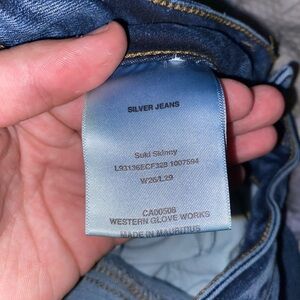 SILVER JEANS
Suki Skinny
L93136ECF328 1007594
W26/L29
CA00508
WESTERN GLOVE WORKS
MADE IN MAURITIUS